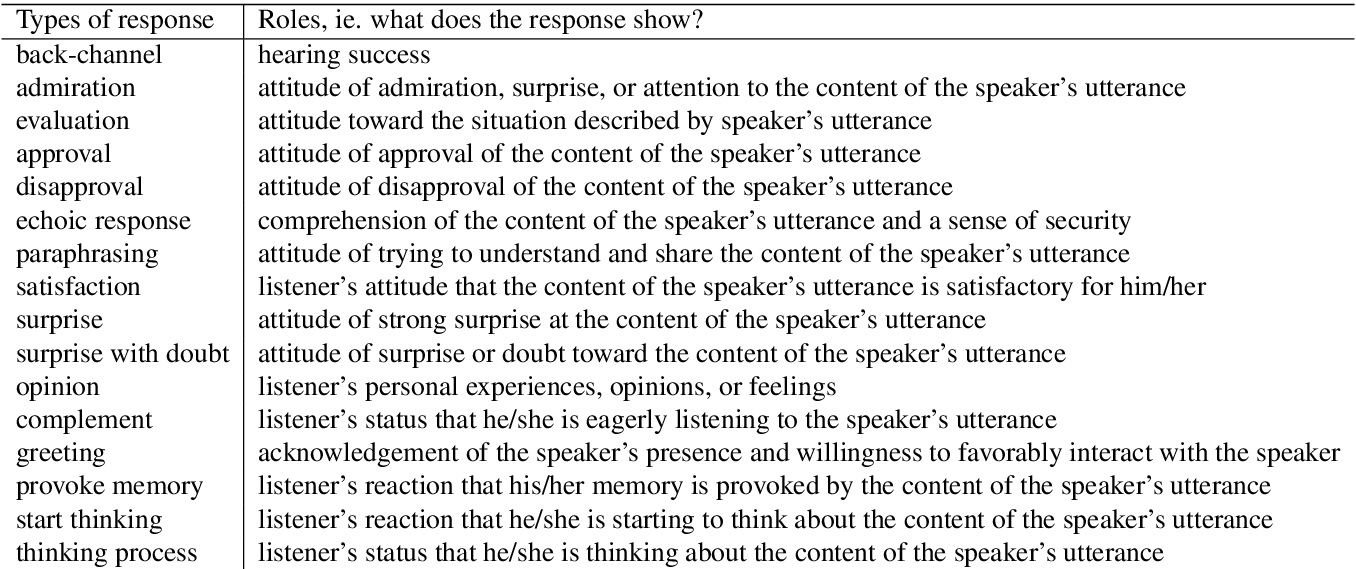 Types of response Roles, ie. what does the response show?
back-channel hearing success
admiration attitude of admiration, surprise, or attention to the content of the speaker's utterance
evaluation attitude toward the situation described by speaker's utterance
approval attitude of approval of the content of the speaker's utterance
disapproval attitude of disapproval of the content of the speaker's utterance
echoic response comprehension of the content of the speaker's utterance and a sense of security
paraphrasing attitude of trying to understand and share the content of the speaker's utterance
satisfaction listener's attitude that the content of the speaker's utterance is satisfactory for him/her
surprise attitude of strong surprise at the content of the speaker's utterance
surprise with doubt attitude of surprise or doubt toward the content of the speaker's utterance
opinion listener's personal experiences, opinions, or feelings
complement listener's status that he/she is eagerly listening to the speaker's utterance
greeting acknowledgement of the speaker's presence and willingness to favorably interact with the speaker
provoke memory listener's reaction that his/her memory is provoked by the content of the speaker's utterance
start thinking listener's reaction that he/she is starting to think about the content of the speaker's utterance
thinking process listener's status that he/she is thinking about the content of the speaker's utterance